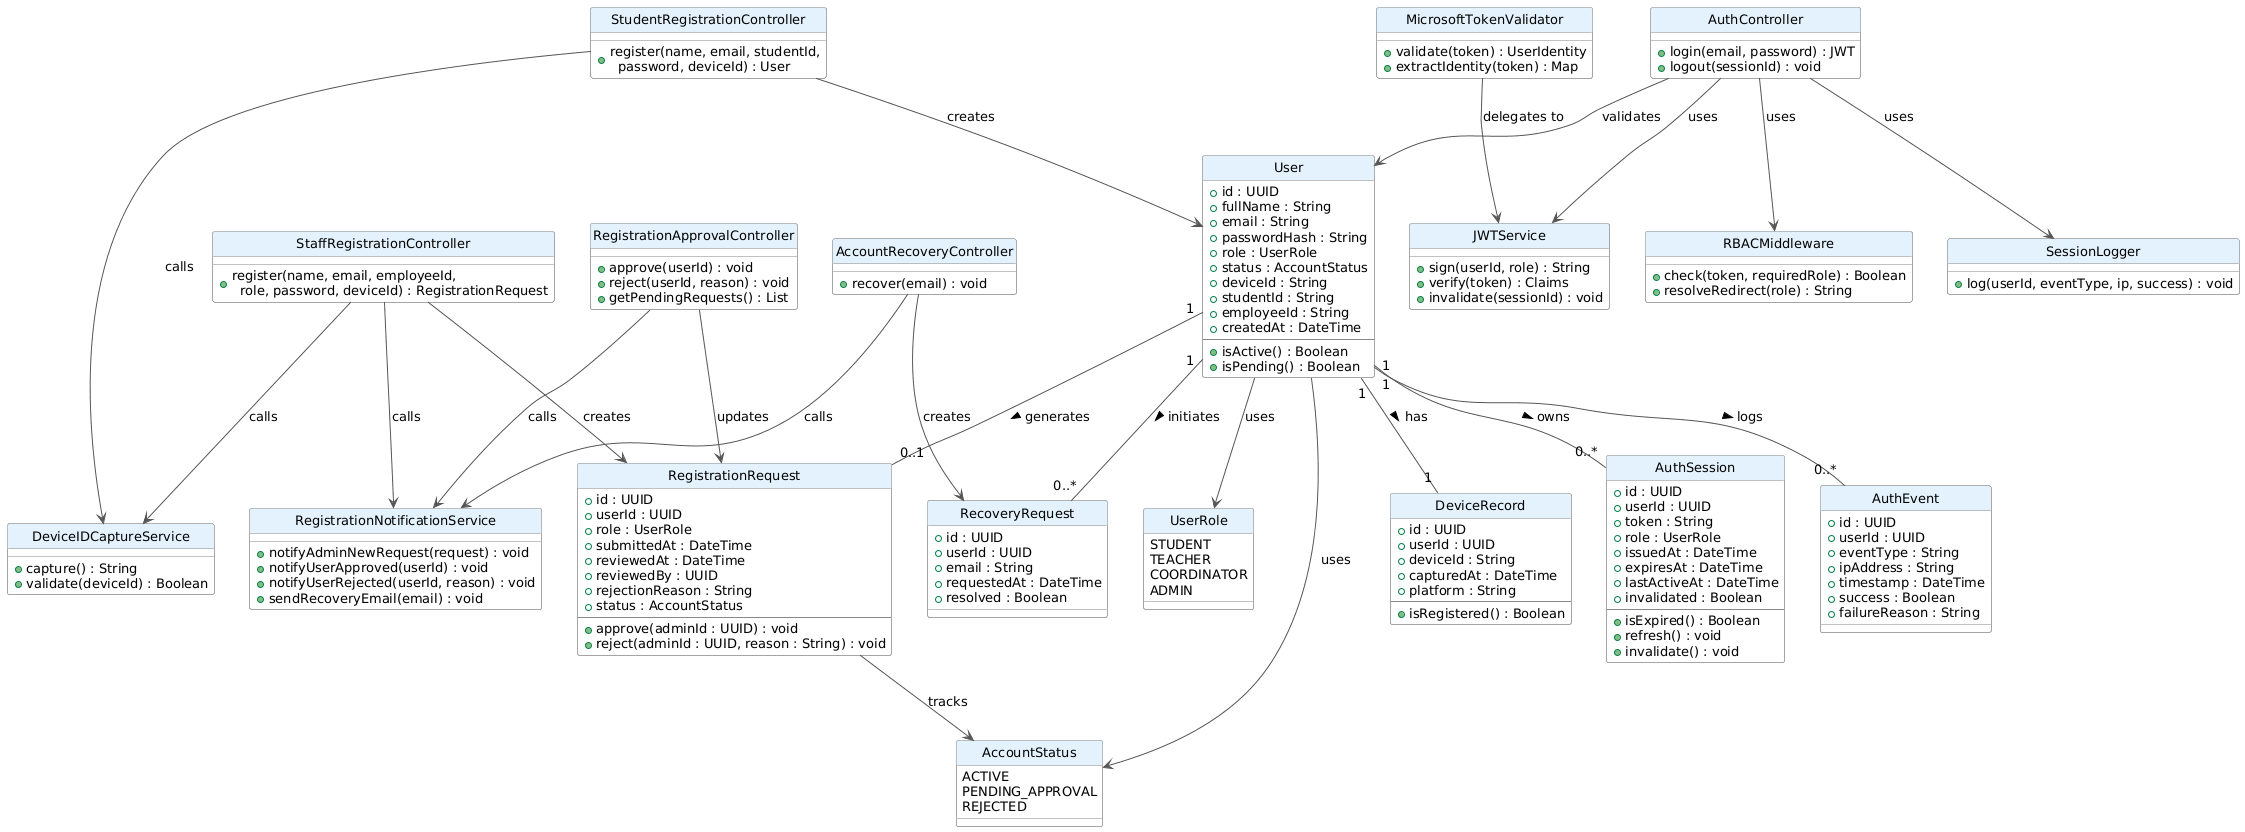 StudentRegistrationController
register(name, email, studentId,
password, deviceId) : User
MicrosoftTokenValidator
validate(token) : UserIdentity
extractIdentity(token) : Map
AuthController
login(email, password) : JWT
logout(sessionId) : void
creates
delegates to
validates
uses
uses
uses
calls
StaffRegistrationController
register(name, email, employeeId,
role, password, deviceId) : RegistrationRequest
RegistrationApprovalController
approve(userId) : void
reject(userId, reason) : void
getPendingRequests() : List
AccountRecoveryController
recover(email) : void
User
id : UUID
fullName : String
email : String
passwordHash : String
role : UserRole
status : AccountStatus
deviceId : String
studentId : String
employeeId : String
createdAt : DateTime
isActive() : Boolean
isPending() : Boolean
JWTService
sign(userId, role) : String
verify(token) : Claims
invalidate(sessionId) : void
RBACMiddleware
check(token, requiredRole) : Boolean
resolveRedirect(role) : String
SessionLogger
log(userId, eventType, ip, success) : void
1
1
1
1
1
calls
calls
calls
creates
updates
calls
creates
generates
initiates
uses
has
owns
logs
0..1
0..*
1
0..*
0..*
uses
DeviceIDCaptureService
capture() : String
validate(deviceId) : Boolean
RegistrationNotificationService
notifyAdminNewRequest(request) : void
notifyUserApproved(userId) : void
notifyUserRejected(userId, reason) : void
sendRecoveryEmail(email) : void
RegistrationRequest
id : UUID
userId : UUID
role : UserRole
submittedAt : DateTime
reviewedAt : DateTime
reviewedBy : UUID
rejectionReason : String
status : AccountStatus
approve(adminId : UUID) : void
reject(adminId : UUID, reason : String) : void
RecoveryRequest
id : UUID
userId : UUID
email : String
requestedAt : DateTime
resolved : Boolean
UserRole
STUDENT
TEACHER
COORDINATOR
ADMIN
DeviceRecord
id : UUID
userId : UUID
deviceId : String
capturedAt : DateTime
platform : String
isRegistered() : Boolean
AuthSession
id : UUID
userId : UUID
token : String
role : UserRole
issuedAt : DateTime
expiresAt : DateTime
lastActiveAt : DateTime
invalidated : Boolean
isExpired() : Boolean
refresh() : void
invalidate() : void
AuthEvent
id : UUID
userId : UUID
eventType : String
ipAddress : String
timestamp : DateTime
success : Boolean
failureReason : String
tracks
AccountStatus
ACTIVE
PENDING_APPROVAL
REJECTED